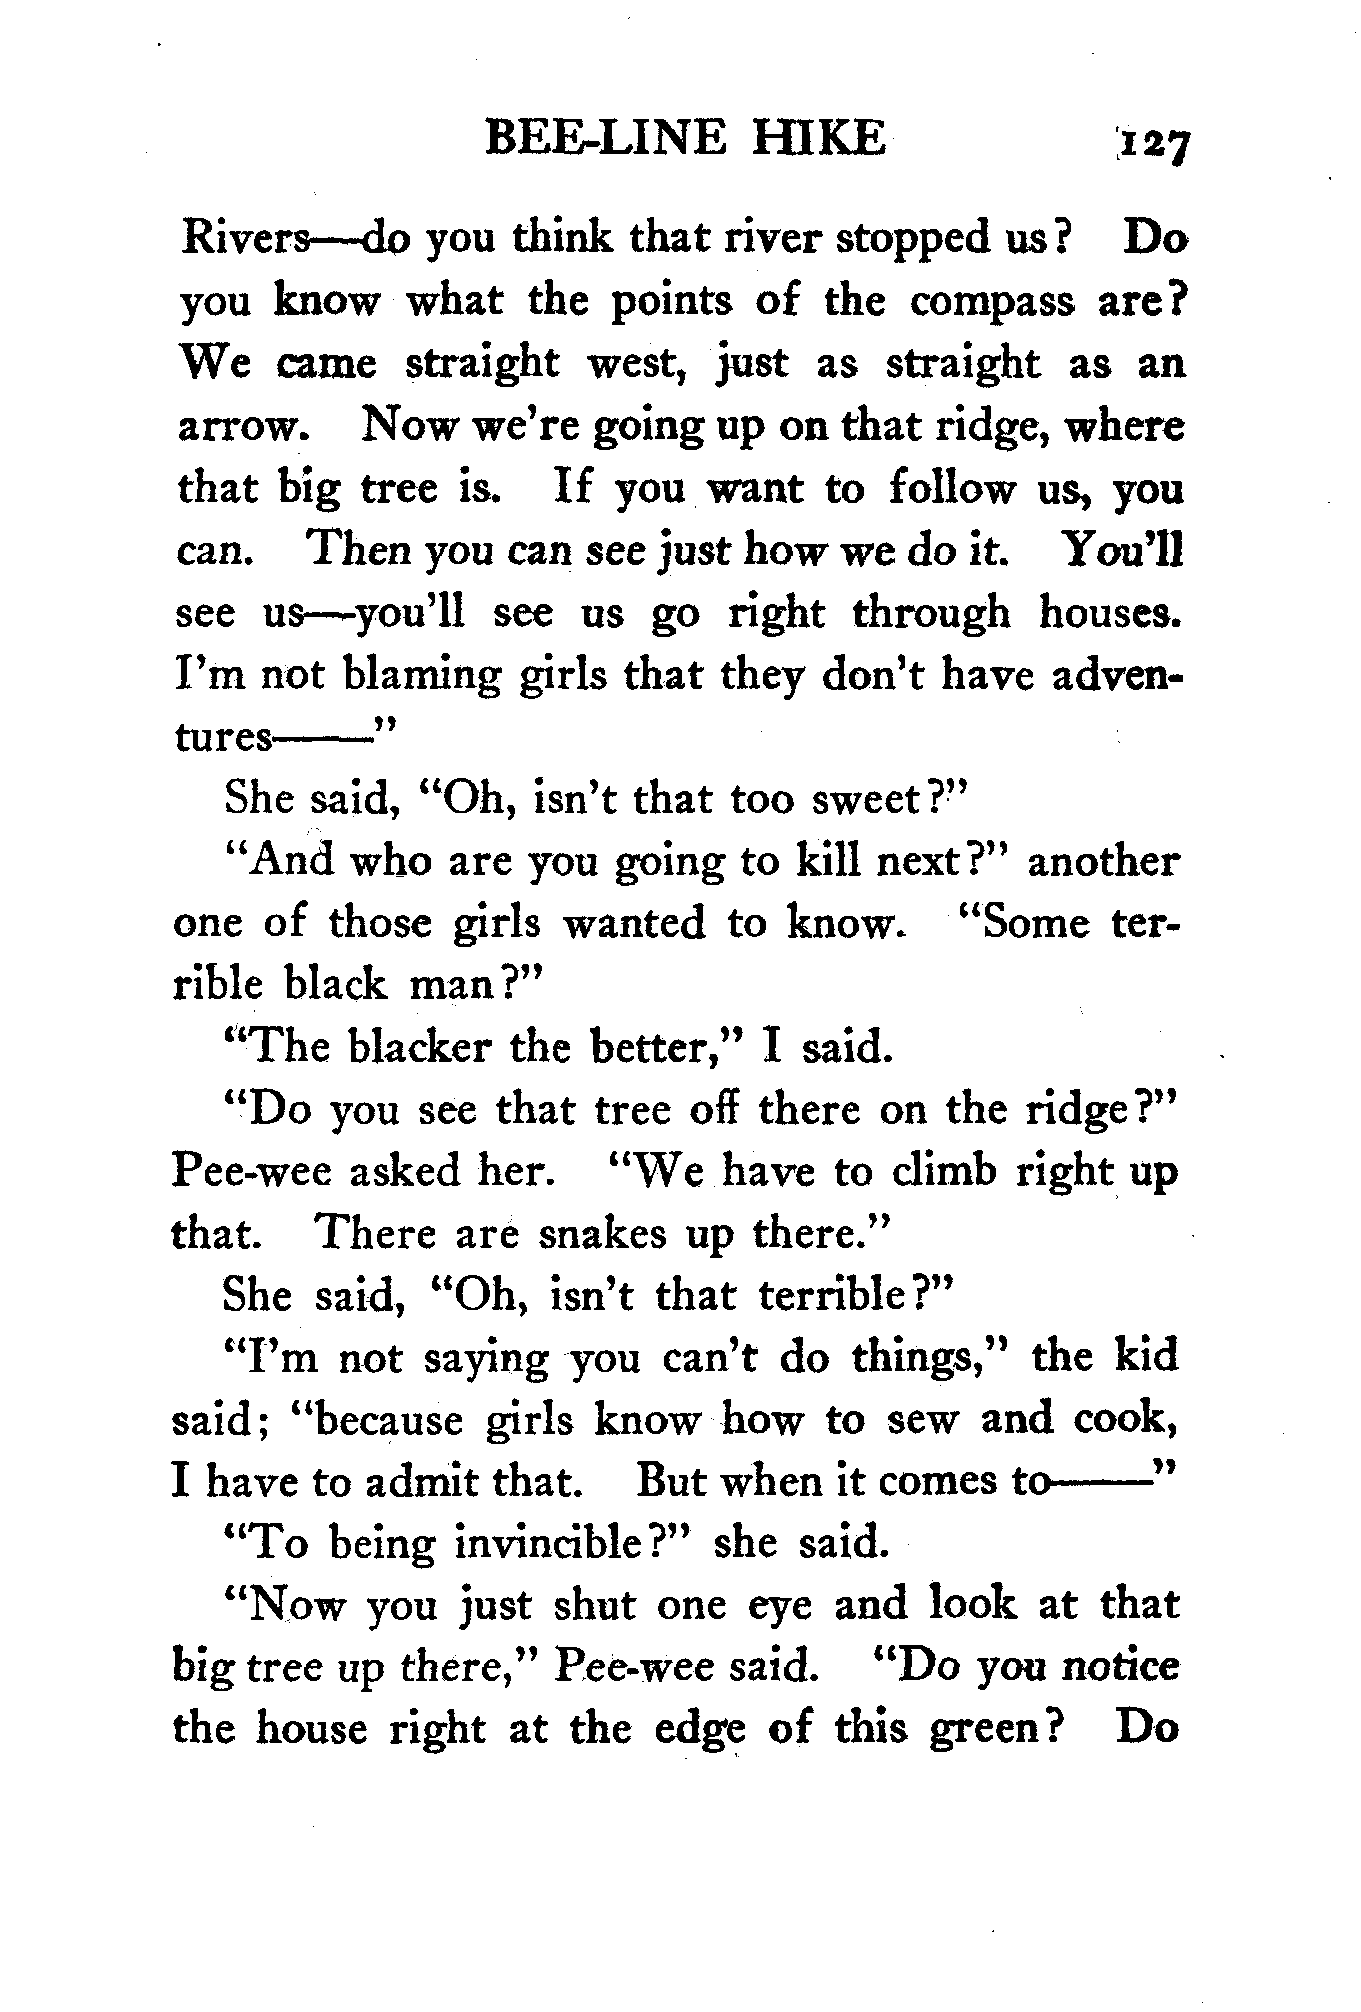 BEE-LINE HIKE 127
Rivers—do you think that river stopped us? Do
you know what the points of the compass are?
We came straight west, just as straight as an
arrow. Now we're going up on that ridge, where
that big tree is. If you want to follow us, you
can. Then you can see just how we do it. You'll
see us—you'll see us go right through houses.
I'm not blaming girls that they don't have adven-
tures——"
She said, "Oh, isn't that too sweet?"
"And who are you going to kill next?" another
one of those girls wanted to know. "Some ter-
rible black man?"
"The blacker the better," I said.
"Do you see that tree off there on the ridge?"
Pee-wee asked her. "We have to climb right up
that. There are snakes up there."
She said, "Oh, isn't that terrible?"
"I'm not saying you can't do things," the kid
said; "because girls know how to sew and cook,
I have to admit that. But when it comes to——"
"To being invincible?" she said.
"Now you just shut one eye and look at that
big tree up there," Pee-wee said. "Do you notice
the house right at the edge of this green? Do